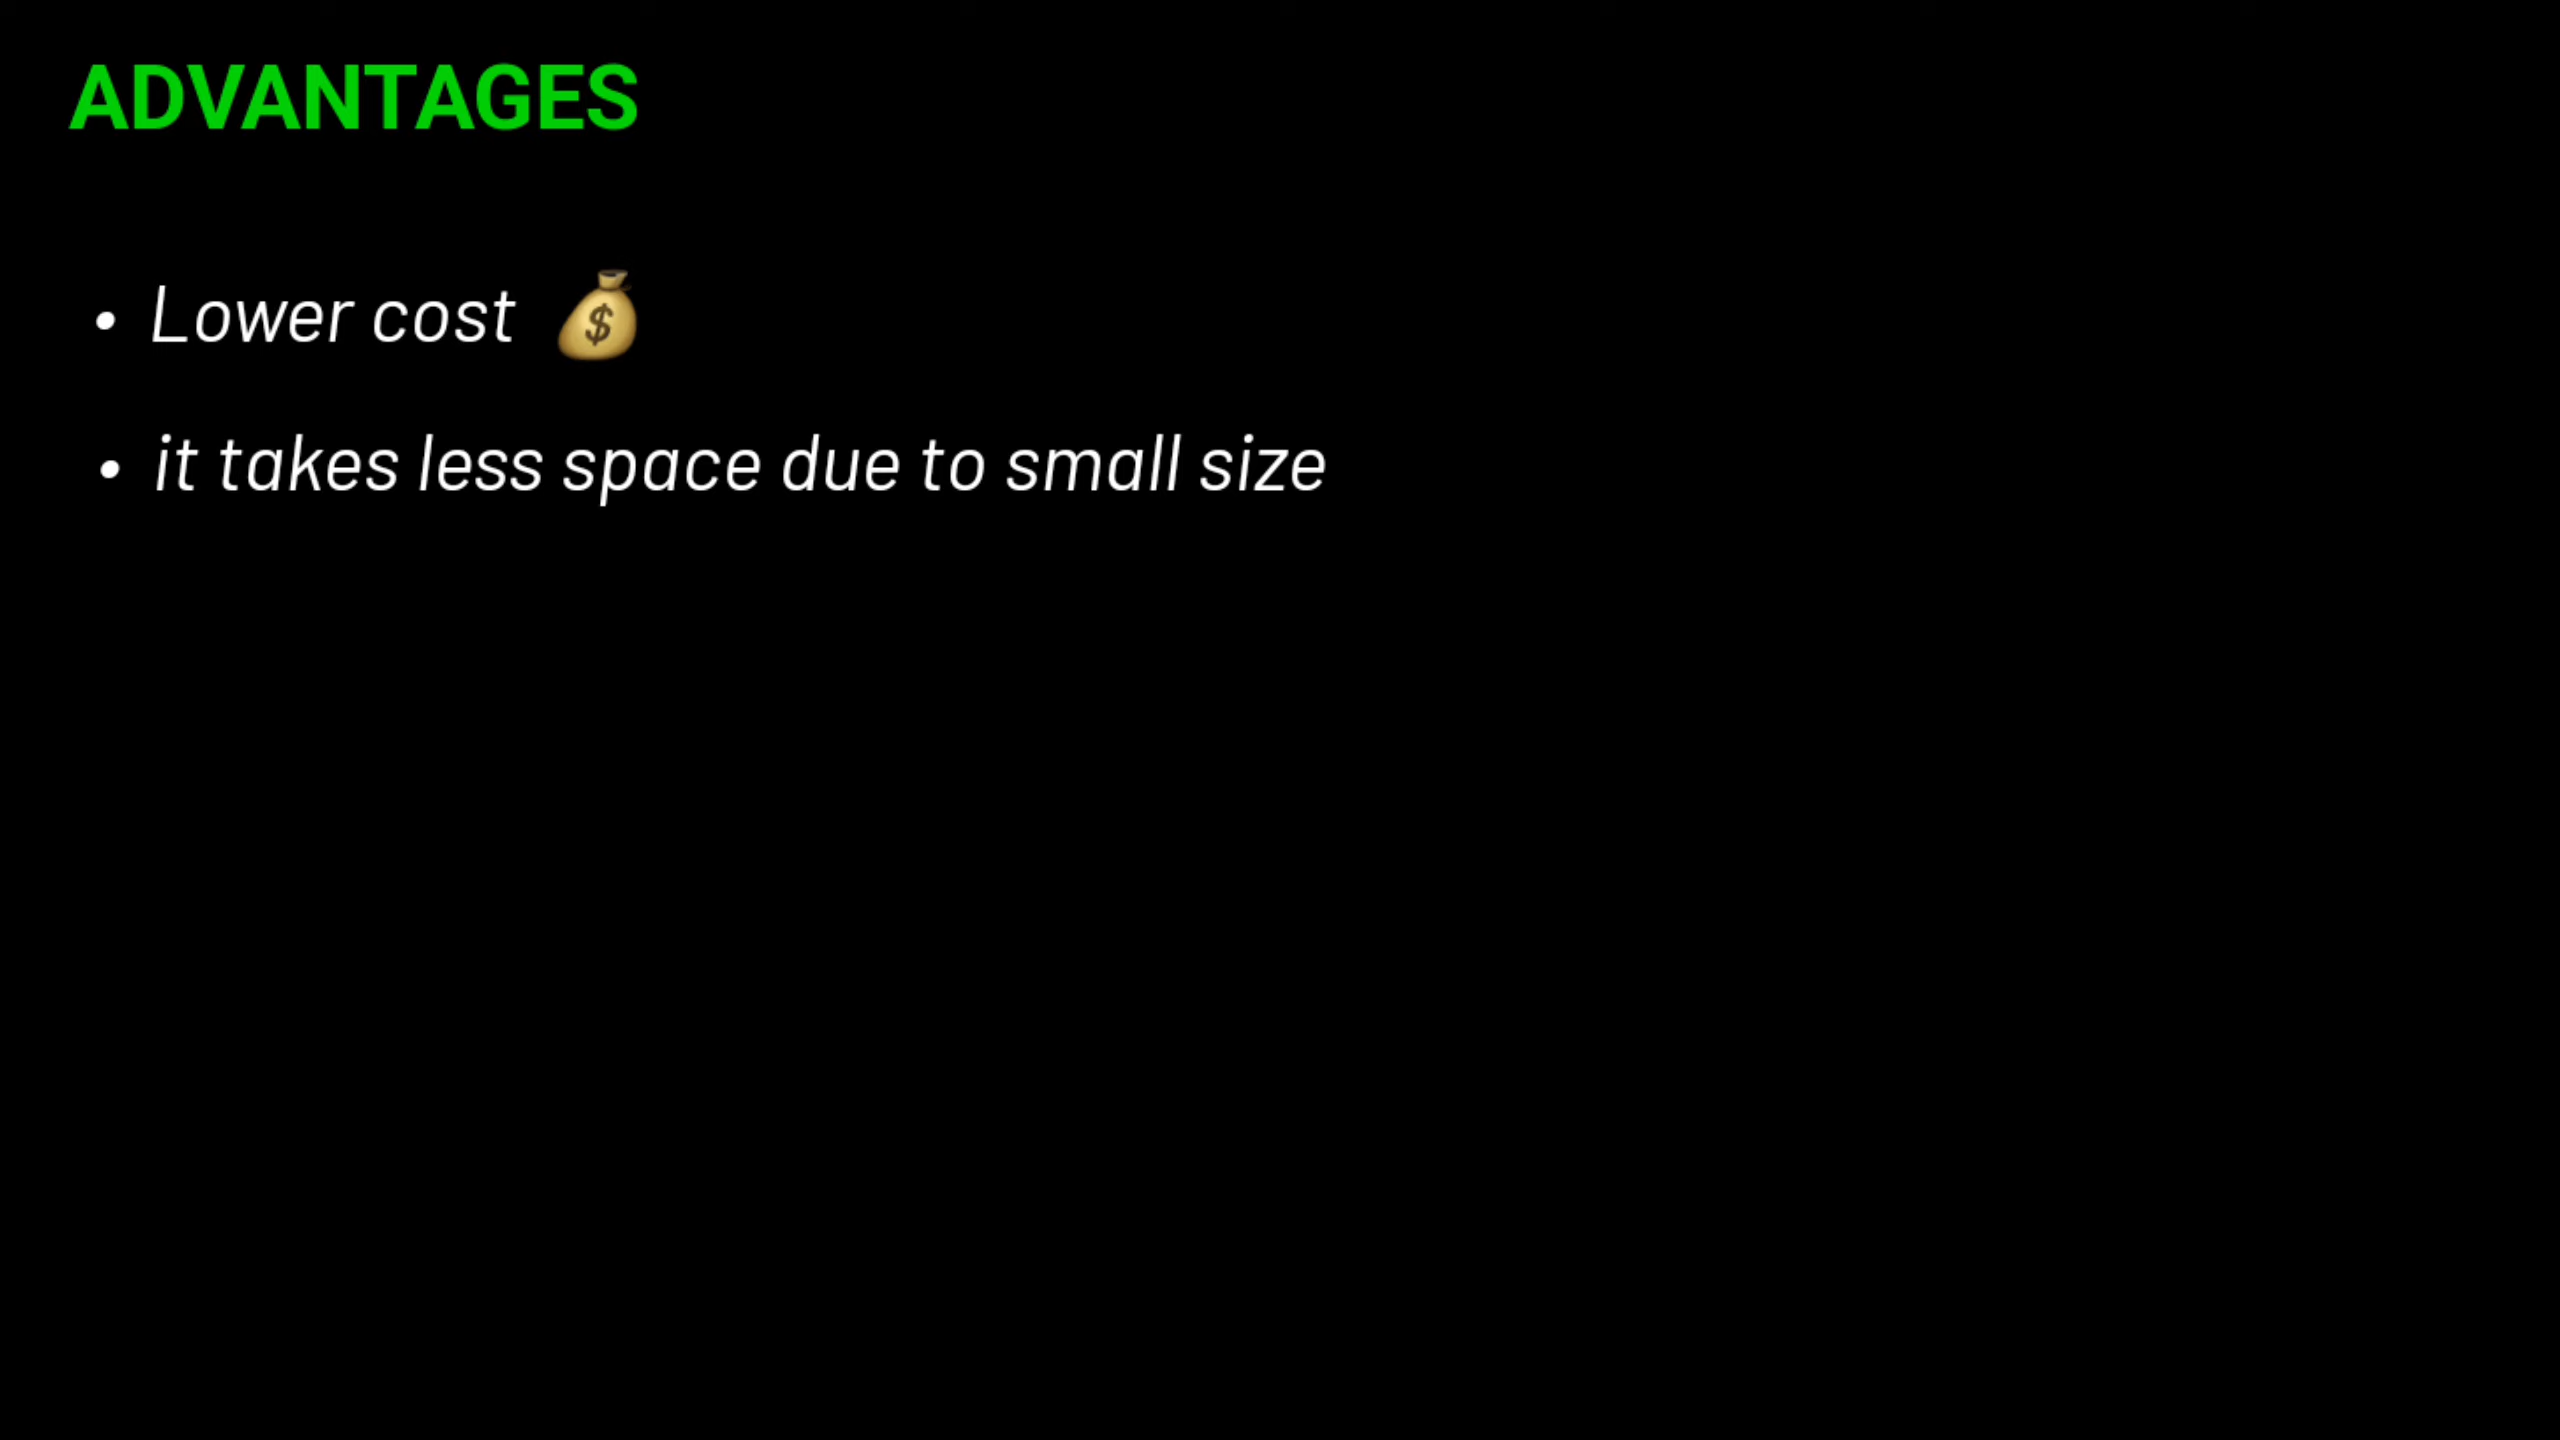 ADVANTAGES
• Lower cost 💰
• it takes less space due to small size